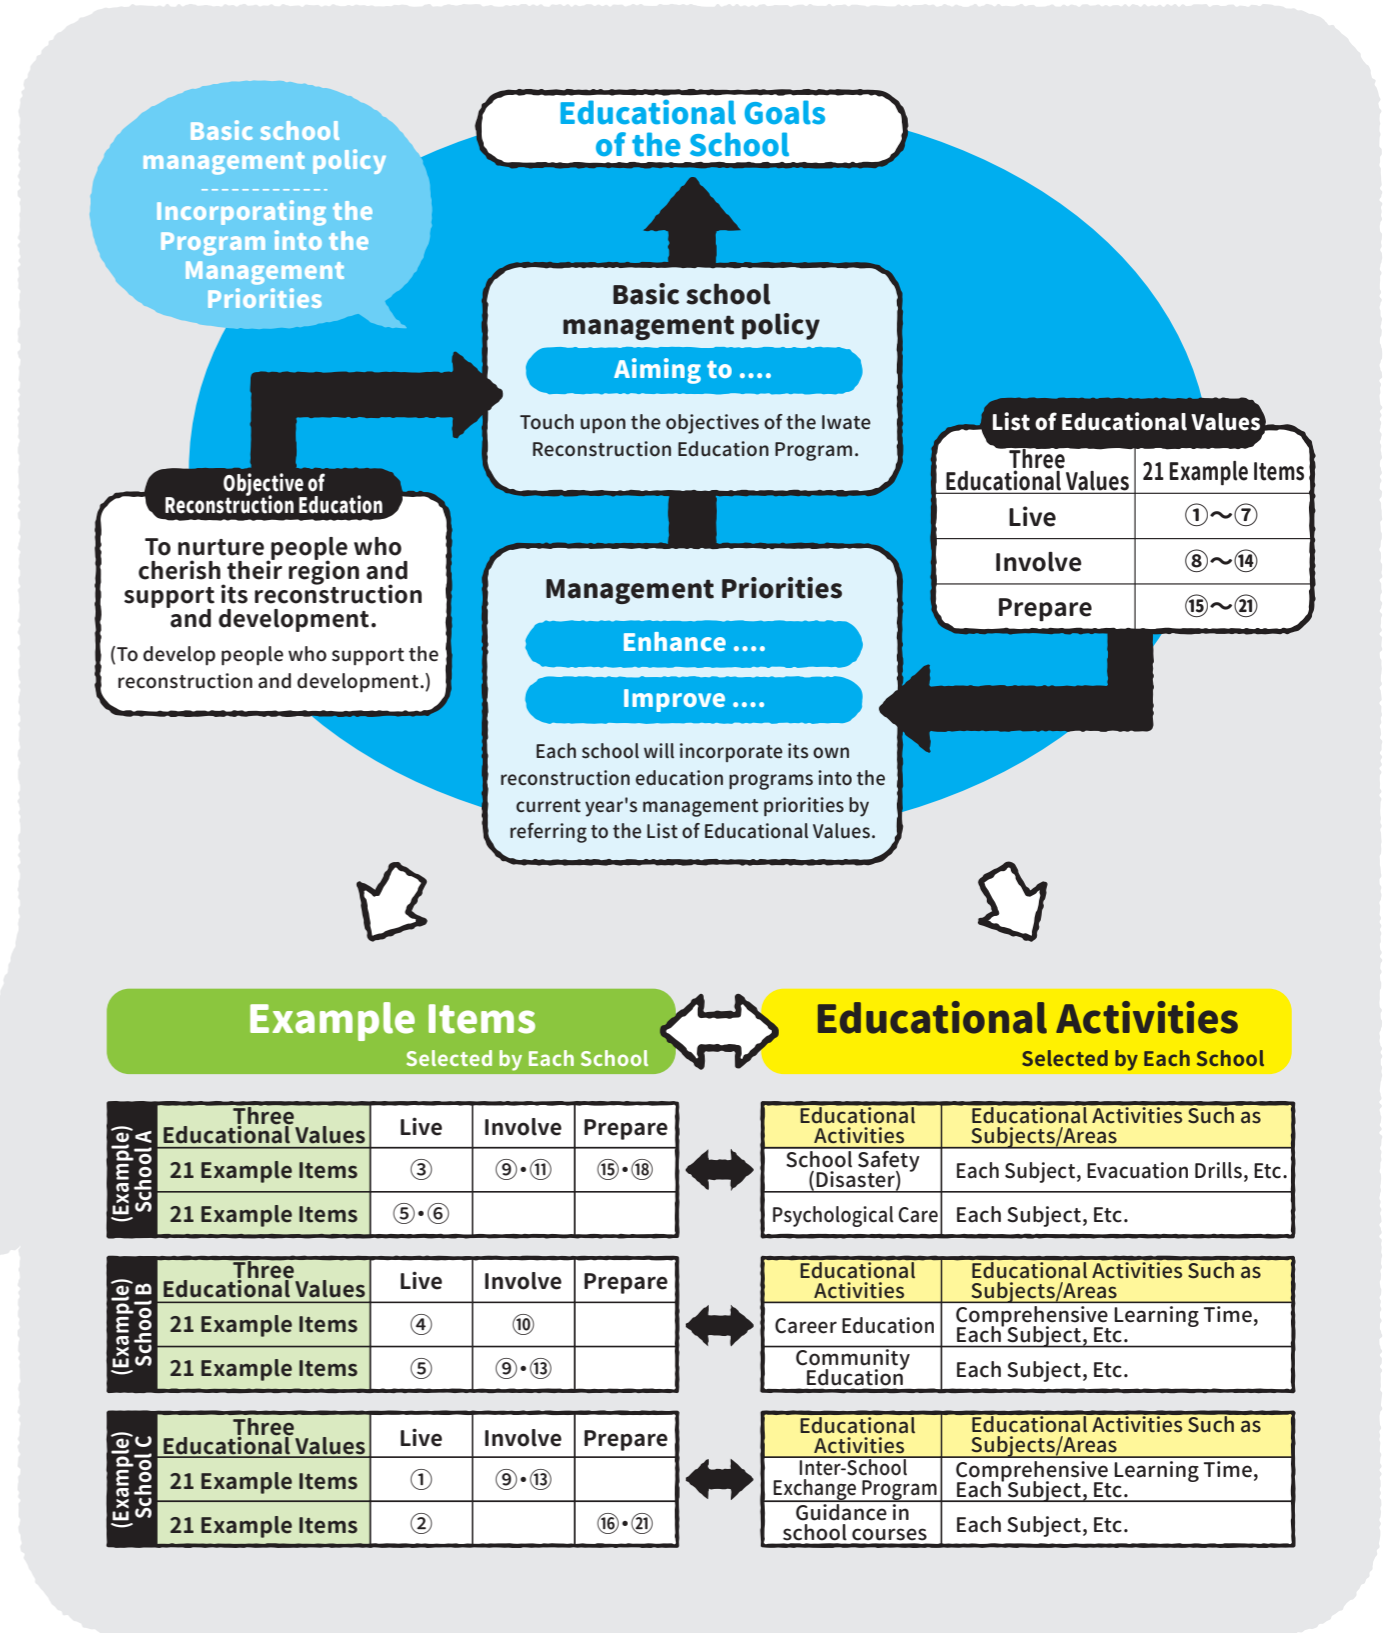 Educational Goals
of the School
Basic school
management policy
Incorporating the
Program into the
Management
Priorities
Basic school
management policy
Aiming to ....
Touch upon the objectives of the Iwate
Reconstruction Education Program.
Objective of
Reconstruction Education
To nurture people who
cherish their region and
support its reconstruction
and development.
(To develop people who support the
reconstruction and development.)
List of Educational Values
Three
Educational Values
21 Example Items
Live
①～⑦
Involve
⑧～⑭
Prepare
⑮～㉑
Management Priorities
Enhance ....
Improve ....
Each school will incorporate its own
reconstruction education programs into the
current year's management priorities by
referring to the List of Educational Values.
Example Items
Selected by Each School
Educational Activities
Selected by Each School
(Example)
School A
Three
Educational Values
Live
Involve
Prepare
21 Example Items
③
⑨・⑪
⑮・⑱
21 Example Items
⑤・⑥
Educational
Activities
Educational Activities Such as
Subjects/Areas
School Safety
(Disaster)
Each Subject, Evacuation Drills, Etc.
Psychological Care
Each Subject, Etc.
(Example)
School B
Three
Educational Values
Live
Involve
Prepare
21 Example Items
④
⑩
21 Example Items
⑤
⑨・⑬
Educational
Activities
Educational Activities Such as
Subjects/Areas
Career Education
Comprehensive Learning Time,
Each Subject, Etc.
Community
Education
Each Subject, Etc.
(Example)
School C
Three
Educational Values
Live
Involve
Prepare
21 Example Items
①
⑨・⑬
21 Example Items
②
⑯・㉑
Educational
Activities
Educational Activities Such as
Subjects/Areas
Inter-School
Exchange Program
Comprehensive Learning Time,
Each Subject, Etc.
Guidance in
school courses
Each Subject, Etc.